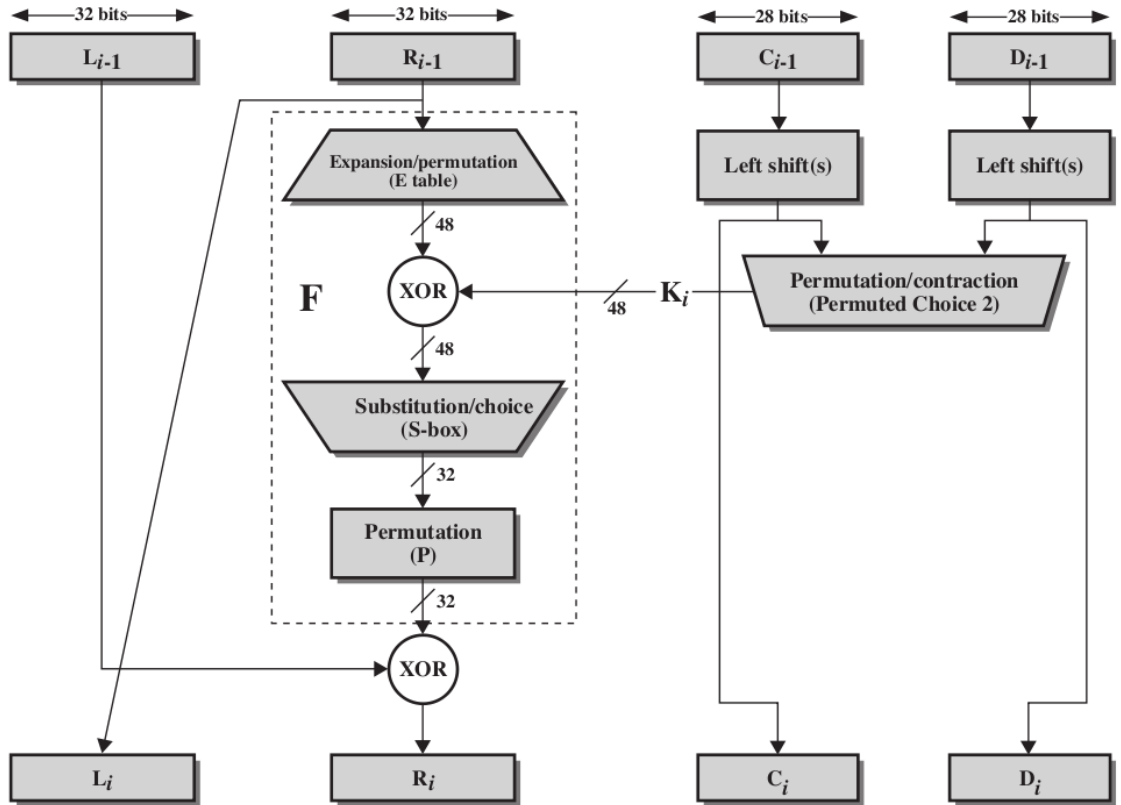 32 bits
32 bits
28 bits
28 bits
Li-1
Ri-1
Ci-1
Di-1
Expansion/permutation
(E table)
Left shift(s)
Left shift(s)
48
F
XOR
48
Ki
Permutation/contraction
(Permuted Choice 2)
48
Substitution/choice
(S-box)
32
Permutation
(P)
32
XOR
Li
Ri
Ci
Di